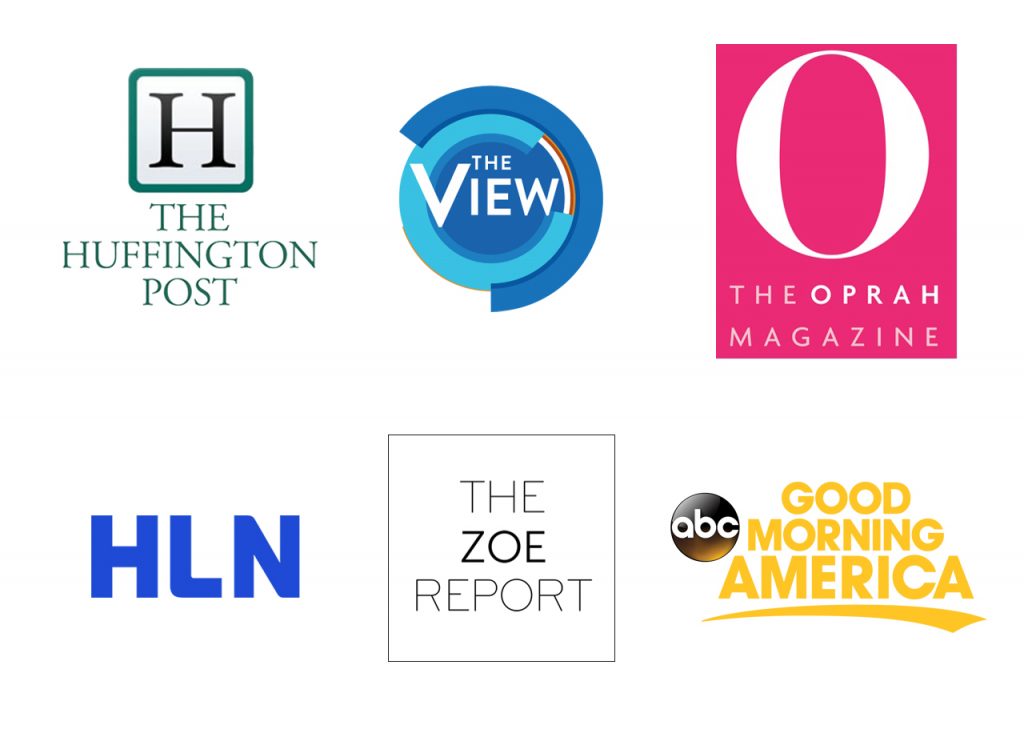 H
THE
HUFFINGTON
POST
THE
VIEW
O
THE OPRAH
MAGAZINE
HLN
THE
ZOE
REPORT
abc
GOOD
MORNING
AMERICA